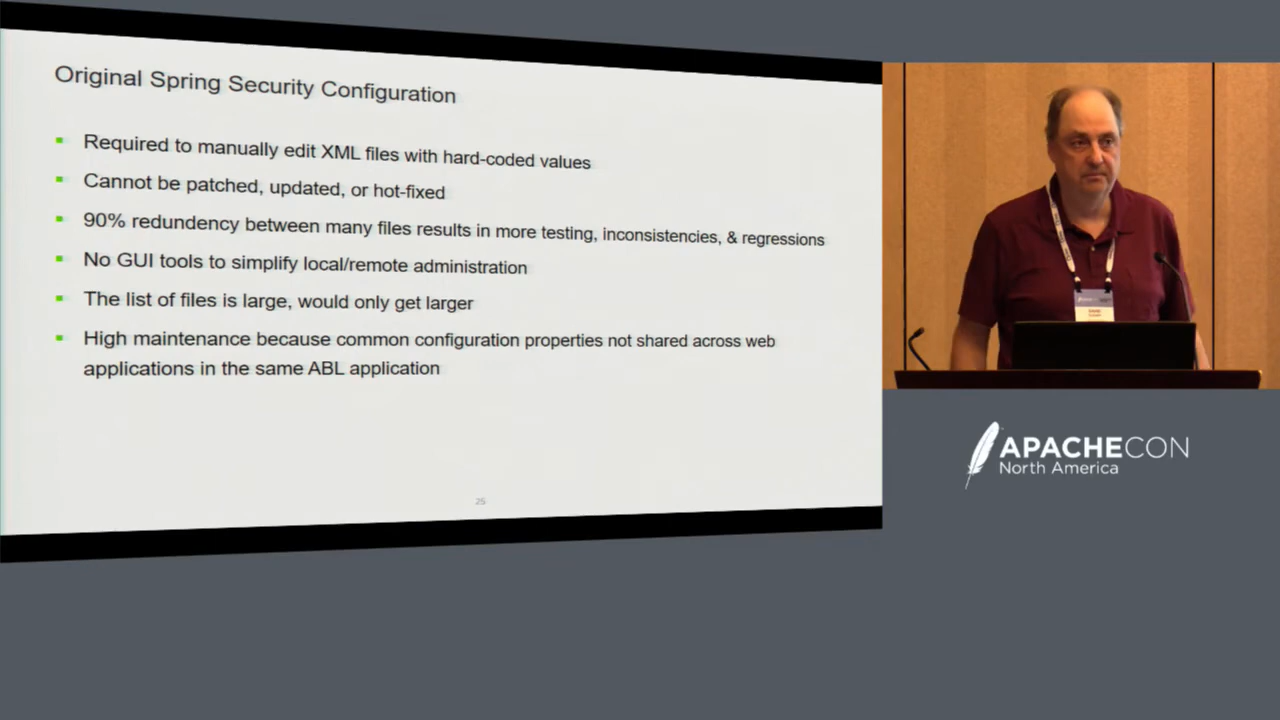 Original Spring Security Configuration
Required to manually edit XML files with hard-coded values
Cannot be patched, updated, or hot-fixed
90% redundency between many files results in more testing, inconsistencies, & regressions
No GUI tools to simplify local/remote administration
The list of files is large, would only get larger
High maintenance because common configuration properties not shared across web
applications in the same ABL application
25
APACHECON
North America